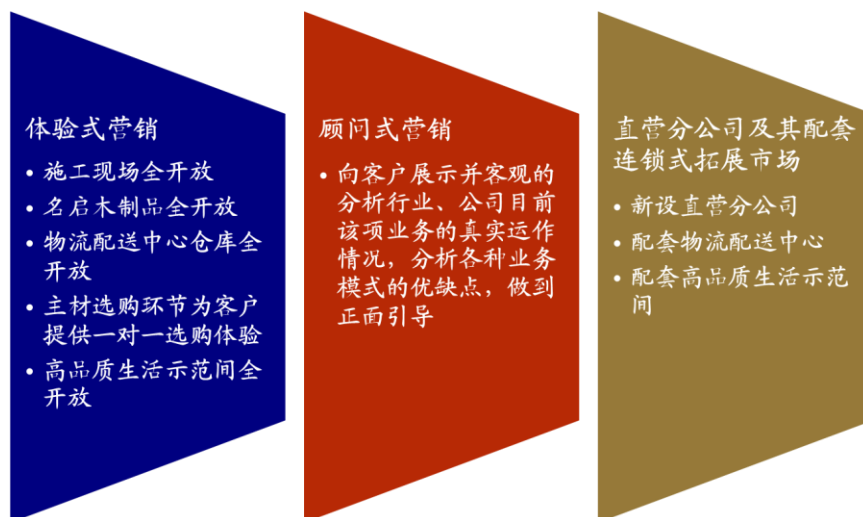 体验式营销
• 施工现场全开放
• 名启木制品全开放
• 物流配送中心仓库全
开放
• 主材选购环节为客户
提供一对一选购体验
• 高品质生活示范间全
开放
顾问式营销
• 向客户展示并客观的
分析行业、公司目前
该项业务的真实运作
情况，分析各种业务
模式的优缺点，做到
正面引导
直营分公司及其配套
连锁式拓展市场
• 新设直营分公司
• 配套物流配送中心
• 配套高品质生活示范
间